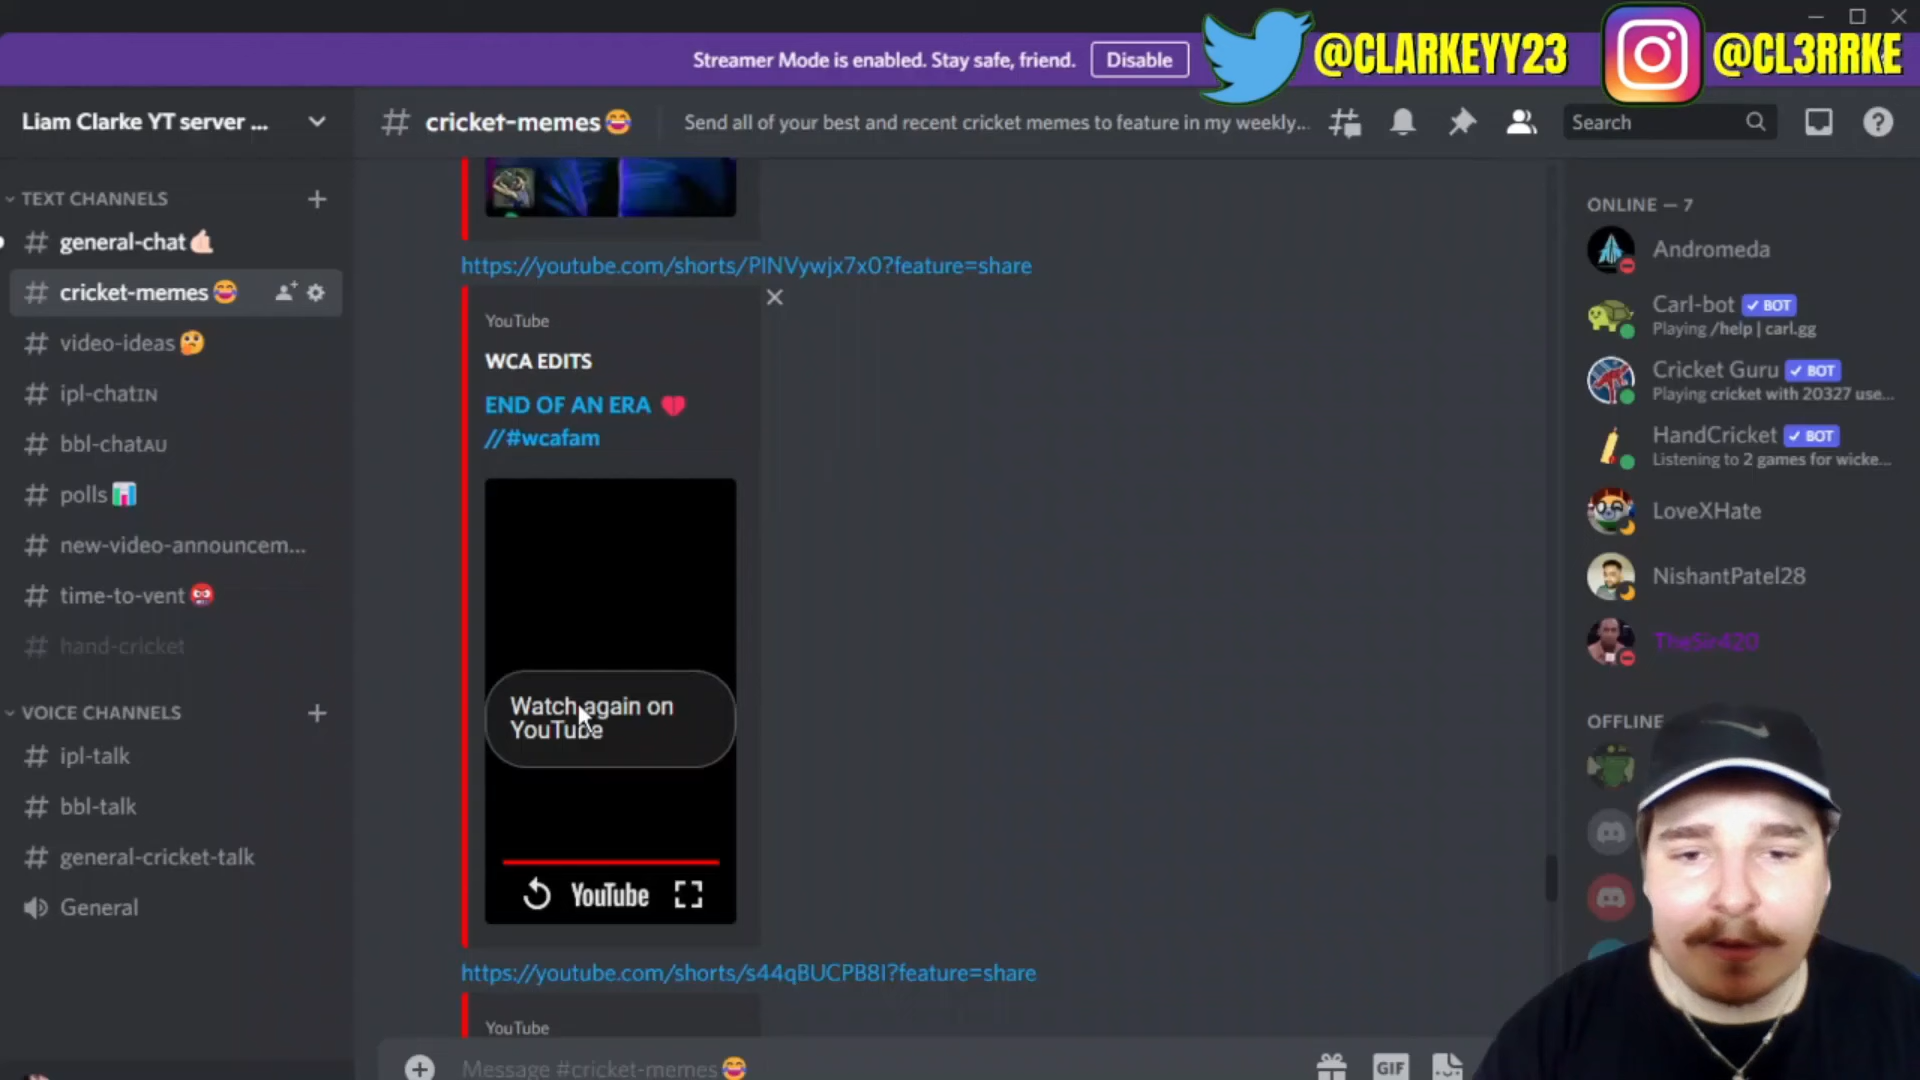 Streamer Mode is enabled. Stay safe, friend.
Disable
@CLARKEYY23
@CL3RRKE
Liam Clarke YT server ...
# cricket-memes😂
Send all of your best and recent cricket memes to feature in my weekly...
Search
TEXT CHANNELS
# general-chat🤙🏻
# cricket-memes😂
# video-ideas🤔
# ipl-chatIN
# bbl-chatAU
# polls📊
# new-video-announcem...
# time-to-vent👹
# hand-cricket
VOICE CHANNELS
# ipl-talk
# bbl-talk
# general-cricket-talk
General
https://youtube.com/shorts/PlNVywjx7x0?feature=share
YouTube
WCA EDITS
END OF AN ERA 💔
//#wcafam
Watch again on
YouTube
YouTube
https://youtube.com/shorts/s44qBUCPB8I?feature=share
YouTube
Message #cricket-memes😂
GIF
ONLINE — 7
Andromeda
Carl-bot ✓ BOT
Playing /help | carl.gg
Cricket Guru ✓ BOT
Playing cricket with 20327 use...
HandCricket ✓ BOT
Listening to 2 games for wicke...
LoveXHate
NishantPatel28
TheSir420
OFFLINE